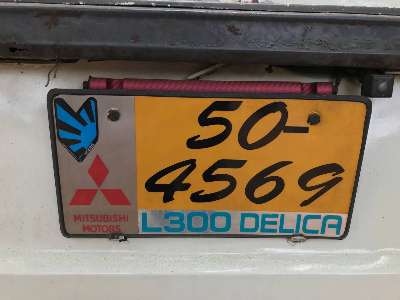 50-
4569
MITSUBISHI
MOTORS
L300 DELICA